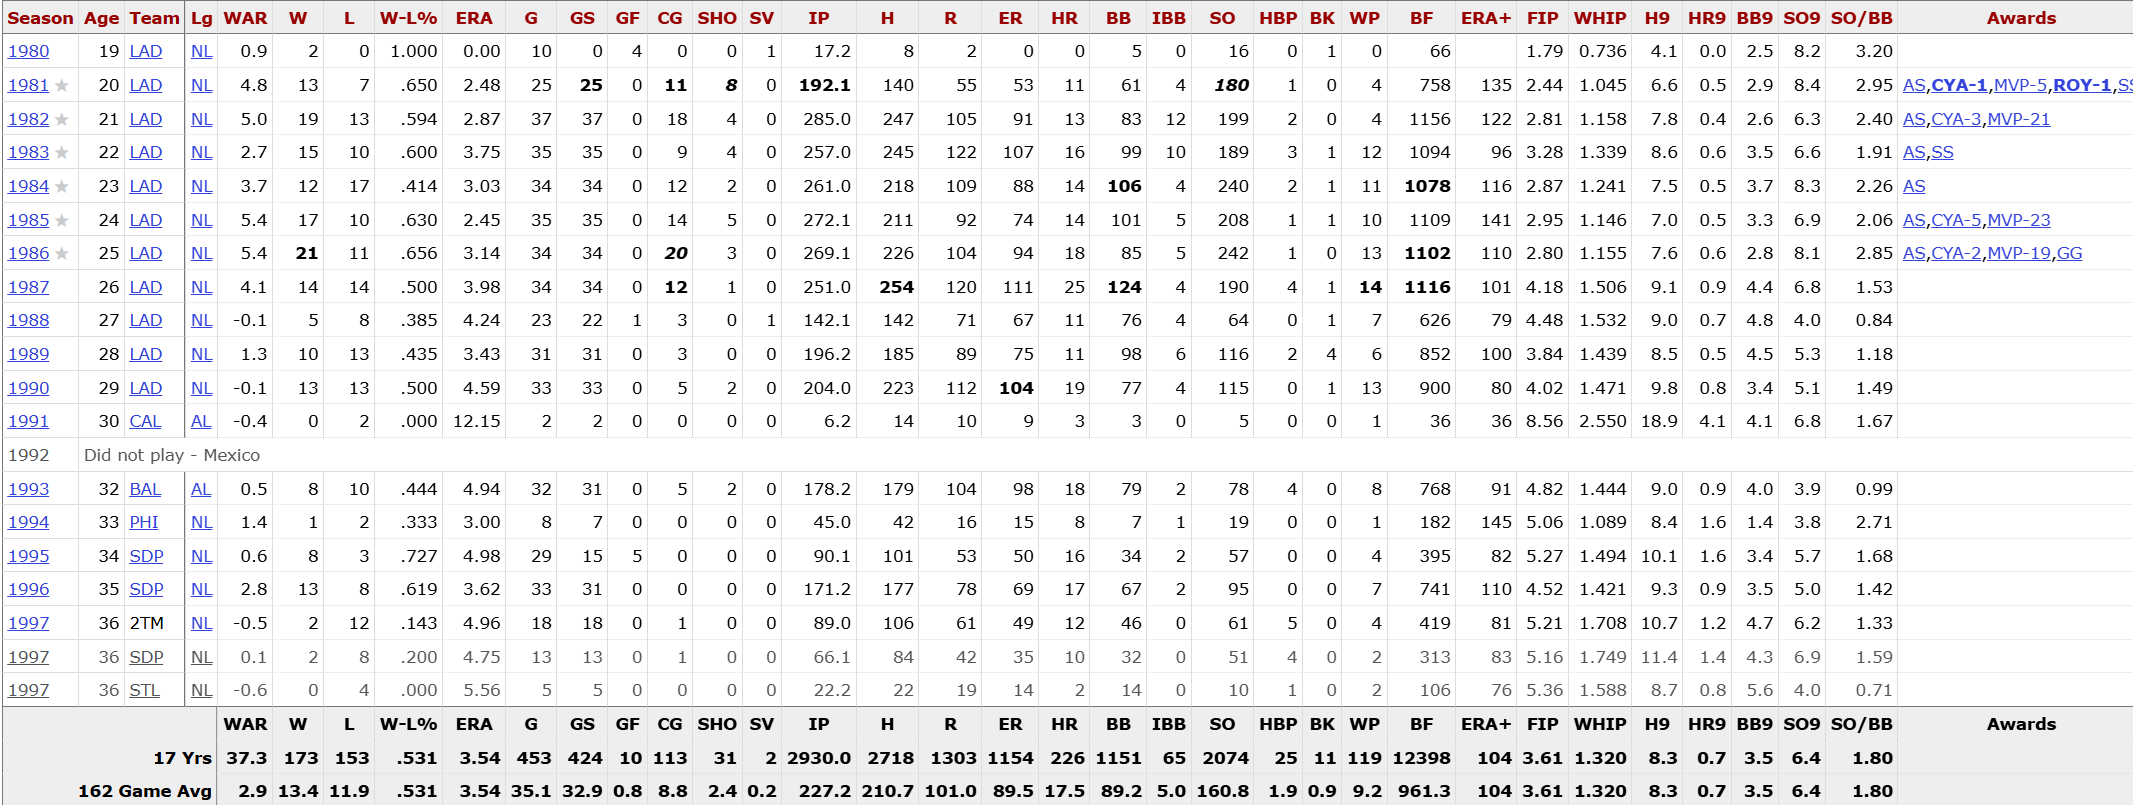 Season Age Team Lg WAR W L W-L% ERA G GS GF CG SHO SV IP H R ER HR BB IBB SO HBP BK WP BF ERA+ FIP WHIP H9 HR9 BB9 SO9 SO/BB Awards
1980 19 LAD NL 0.9 2 0 1.000 0.00 10 0 4 0 0 1 17.2 8 2 0 0 5 0 16 0 1 0 66 1.79 0.736 4.1 0.0 2.5 8.2 3.20
1981 ★ 20 LAD NL 4.8 13 7 .650 2.48 25 25 0 11 8 0 192.1 140 55 53 11 61 4 180 1 0 4 758 135 2.44 1.045 6.6 0.5 2.9 8.4 2.95 AS,CYA-1,MVP-5,ROY-1,SS
1982 ★ 21 LAD NL 5.0 19 13 .594 2.87 37 37 0 18 4 0 285.0 247 105 91 13 83 12 199 2 0 4 1156 122 2.81 1.158 7.8 0.4 2.6 6.3 2.40 AS,CYA-3,MVP-21
1983 ★ 22 LAD NL 2.7 15 10 .600 3.75 35 35 0 9 4 0 257.0 245 122 107 16 99 10 189 3 1 12 1094 96 3.28 1.339 8.6 0.6 3.5 6.6 1.91 AS,SS
1984 ★ 23 LAD NL 3.7 12 17 .414 3.03 34 34 0 12 2 0 261.0 218 109 88 14 106 4 240 2 1 11 1078 116 2.87 1.241 7.5 0.5 3.7 8.3 2.26 AS
1985 ★ 24 LAD NL 5.4 17 10 .630 2.45 35 35 0 14 5 0 272.1 211 92 74 14 101 5 208 1 1 10 1109 141 2.95 1.146 7.0 0.5 3.3 6.9 2.06 AS,CYA-5,MVP-23
1986 ★ 25 LAD NL 5.4 21 11 .656 3.14 34 34 0 20 3 0 269.1 226 104 94 18 85 5 242 1 0 13 1102 110 2.80 1.155 7.6 0.6 2.8 8.1 2.85 AS,CYA-2,MVP-19,GG
1987 26 LAD NL 4.1 14 14 .500 3.98 34 34 0 12 1 0 251.0 254 120 111 25 124 4 190 4 1 14 1116 101 4.18 1.506 9.1 0.9 4.4 6.8 1.53
1988 27 LAD NL -0.1 5 8 .385 4.24 23 22 1 3 0 1 142.1 142 71 67 11 76 4 64 0 1 7 626 79 4.48 1.532 9.0 0.7 4.8 4.0 0.84
1989 28 LAD NL 1.3 10 13 .435 3.43 31 31 0 3 0 0 196.2 185 89 75 11 98 6 116 2 4 6 852 100 3.84 1.439 8.5 0.5 4.5 5.3 1.18
1990 29 LAD NL -0.1 13 13 .500 4.59 33 33 0 5 2 0 204.0 223 112 104 19 77 4 115 0 1 13 900 80 4.02 1.471 9.8 0.8 3.4 5.1 1.49
1991 30 CAL AL -0.4 0 2 .000 12.15 2 2 0 0 0 0 6.2 14 10 9 3 3 0 5 0 0 1 36 36 8.56 2.550 18.9 4.1 4.1 6.8 1.67
1992 Did not play - Mexico
1993 32 BAL AL 0.5 8 10 .444 4.94 32 31 0 5 2 0 178.2 179 104 98 18 79 2 78 4 0 8 768 91 4.82 1.444 9.0 0.9 4.0 3.9 0.99
1994 33 PHI NL 1.4 1 2 .333 3.00 8 7 0 0 0 0 45.0 42 16 15 8 7 1 19 0 0 1 182 145 5.06 1.089 8.4 1.6 1.4 3.8 2.71
1995 34 SDP NL 0.6 8 3 .727 4.98 29 15 5 0 0 0 90.1 101 53 50 16 34 2 57 0 0 4 395 82 5.27 1.494 10.1 1.6 3.4 5.7 1.68
1996 35 SDP NL 2.8 13 8 .619 3.62 33 31 0 0 0 0 171.2 177 78 69 17 67 2 95 0 0 7 741 110 4.52 1.421 9.3 0.9 3.5 5.0 1.42
1997 36 2TM NL -0.5 2 12 .143 4.96 18 18 0 1 0 0 89.0 106 61 49 12 46 0 61 5 0 4 419 81 5.21 1.708 10.7 1.2 4.7 6.2 1.33
1997 36 SDP NL 0.1 2 8 .200 4.75 13 13 0 1 0 0 66.1 84 42 35 10 32 0 51 4 0 2 313 83 5.16 1.749 11.4 1.4 4.3 6.9 1.59
1997 36 STL NL -0.6 0 4 .000 5.56 5 5 0 0 0 0 22.2 22 19 14 2 14 0 10 1 0 2 106 76 5.36 1.588 8.7 0.8 5.6 4.0 0.71
WAR W L W-L% ERA G GS GF CG SHO SV IP H R ER HR BB IBB SO HBP BK WP BF ERA+ FIP WHIP H9 HR9 BB9 SO9 SO/BB Awards
17 Yrs 37.3 173 153 .531 3.54 453 424 10 113 31 2 2930.0 2718 1303 1154 226 1151 65 2074 25 11 119 12398 104 3.61 1.320 8.3 0.7 3.5 6.4 1.80
162 Game Avg 2.9 13.4 11.9 .531 3.54 35.1 32.9 0.8 8.8 2.4 0.2 227.2 210.7 101.0 89.5 17.5 89.2 5.0 160.8 1.9 0.9 9.2 961.3 104 3.61 1.320 8.3 0.7 3.5 6.4 1.80